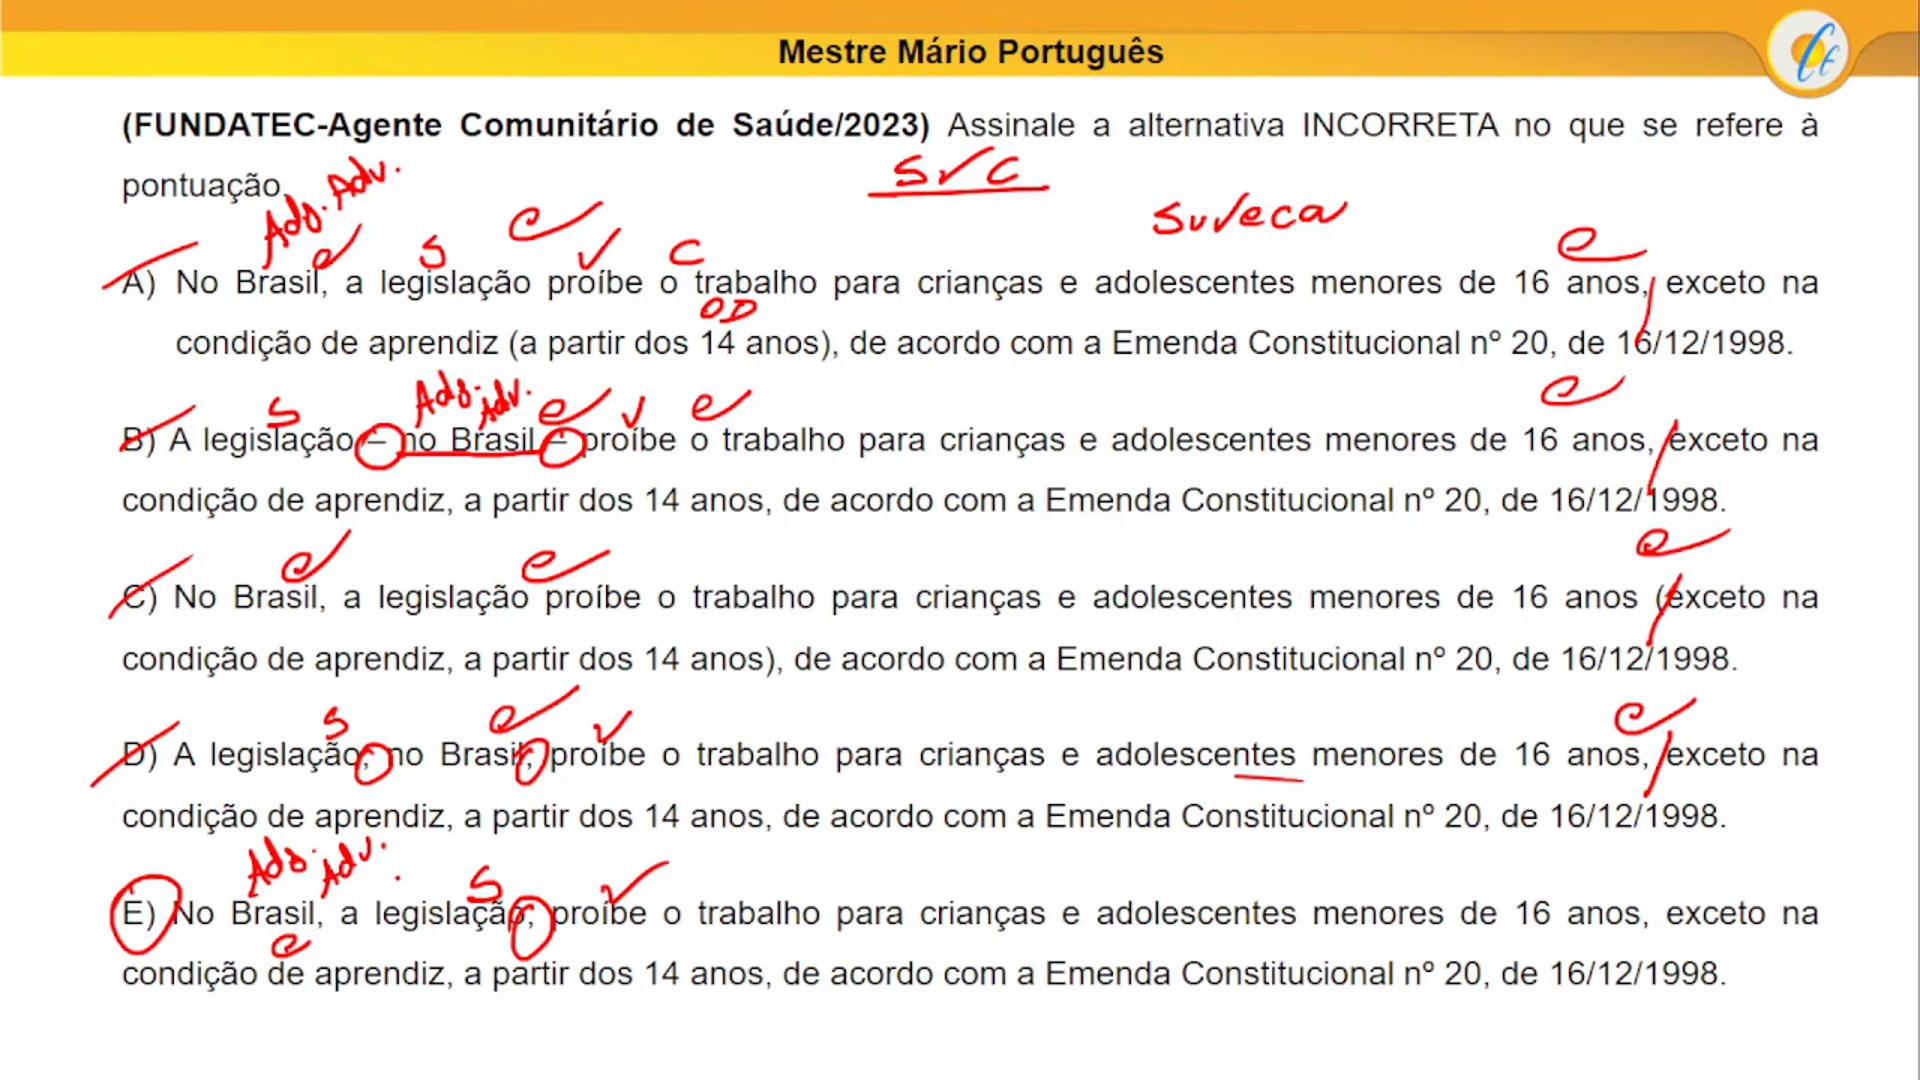 Mestre Mário Português
(FUNDATEC-Agente Comunitário de Saúde/2023) Assinale a alternativa INCORRETA no que se refere à
S V C
pontuação.
Adj. Adv.
SuVeCa
e S e V C e
A) No Brasil, a legislação proíbe o trabalho para crianças e adolescentes menores de 16 anos, exceto na
OD
condição de aprendiz (a partir dos 14 anos), de acordo com a Emenda Constitucional nº 20, de 16/12/1998.
S Adj. Adv. e V e e
B) A legislação – no Brasil – proíbe o trabalho para crianças e adolescentes menores de 16 anos, exceto na
condição de aprendiz, a partir dos 14 anos, de acordo com a Emenda Constitucional nº 20, de 16/12/1998.
e e e
C) No Brasil, a legislação proíbe o trabalho para crianças e adolescentes menores de 16 anos (exceto na
condição de aprendiz, a partir dos 14 anos), de acordo com a Emenda Constitucional nº 20, de 16/12/1998.
S e V e
D) A legislação, no Brasil, proíbe o trabalho para crianças e adolescentes menores de 16 anos, exceto na
condição de aprendiz, a partir dos 14 anos, de acordo com a Emenda Constitucional nº 20, de 16/12/1998.
Adj. Adv. S V
E) No Brasil, a legislação, proíbe o trabalho para crianças e adolescentes menores de 16 anos, exceto na
e
condição de aprendiz, a partir dos 14 anos, de acordo com a Emenda Constitucional nº 20, de 16/12/1998.